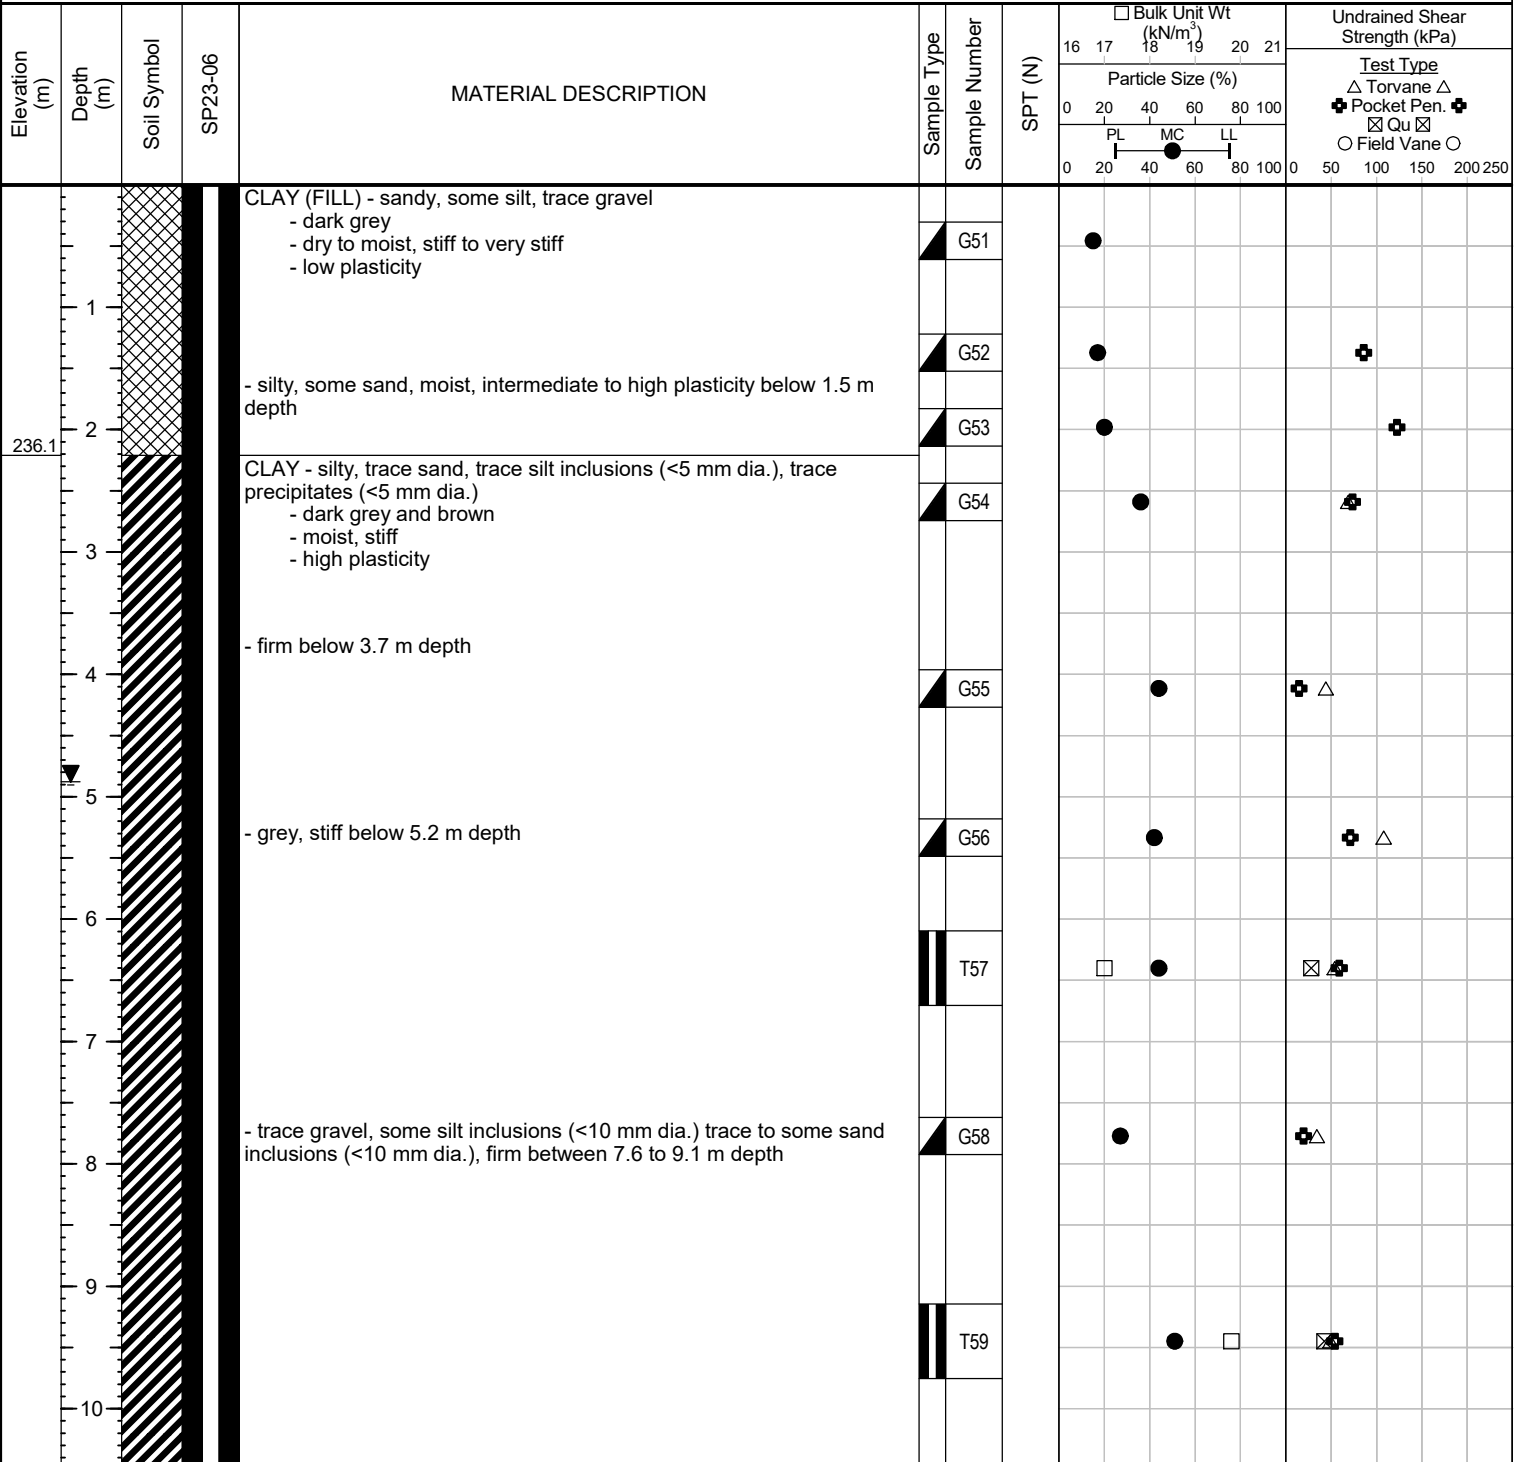 Elevation
(m)
Depth
(m)
Soil Symbol
SP23-06
MATERIAL DESCRIPTION
Sample Type
Sample Number
SPT (N)
□ Bulk Unit Wt
(kN/m³)
16 17 18 19 20 21
Particle Size (%)
0 20 40 60 80 100
PL MC LL
0 20 40 60 80 100
Undrained Shear
Strength (kPa)
Test Type
△ Torvane △
✚ Pocket Pen. ✚
☒ Qu ☒
○ Field Vane ○
0 50 100 150 200 250
CLAY (FILL) - sandy, some silt, trace gravel
- dark grey
- dry to moist, stiff to very stiff
- low plasticity
G51
1
G52
- silty, some sand, moist, intermediate to high plasticity below 1.5 m
depth
G53
2
236.1
CLAY - silty, trace sand, trace silt inclusions (<5 mm dia.), trace
precipitates (<5 mm dia.)
- dark grey and brown
- moist, stiff
- high plasticity
G54
3
- firm below 3.7 m depth
4
G55
5
- grey, stiff below 5.2 m depth
G56
6
T57
7
- trace gravel, some silt inclusions (<10 mm dia.) trace to some sand
inclusions (<10 mm dia.), firm between 7.6 to 9.1 m depth
G58
8
9
T59
10